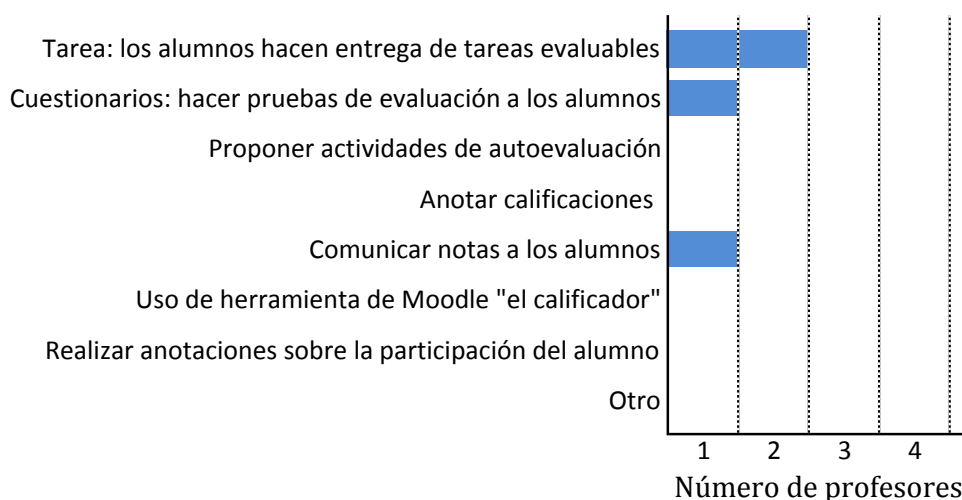 Tarea: los alumnos hacen entrega de tareas evaluables
Cuestionarios: hacer pruebas de evaluación a los alumnos
Proponer actividades de autoevaluación
Anotar calificaciones
Comunicar notas a los alumnos
Uso de herramienta de Moodle "el calificador"
Realizar anotaciones sobre la participación del alumno
Otro
1 2 3 4
Número de profesores